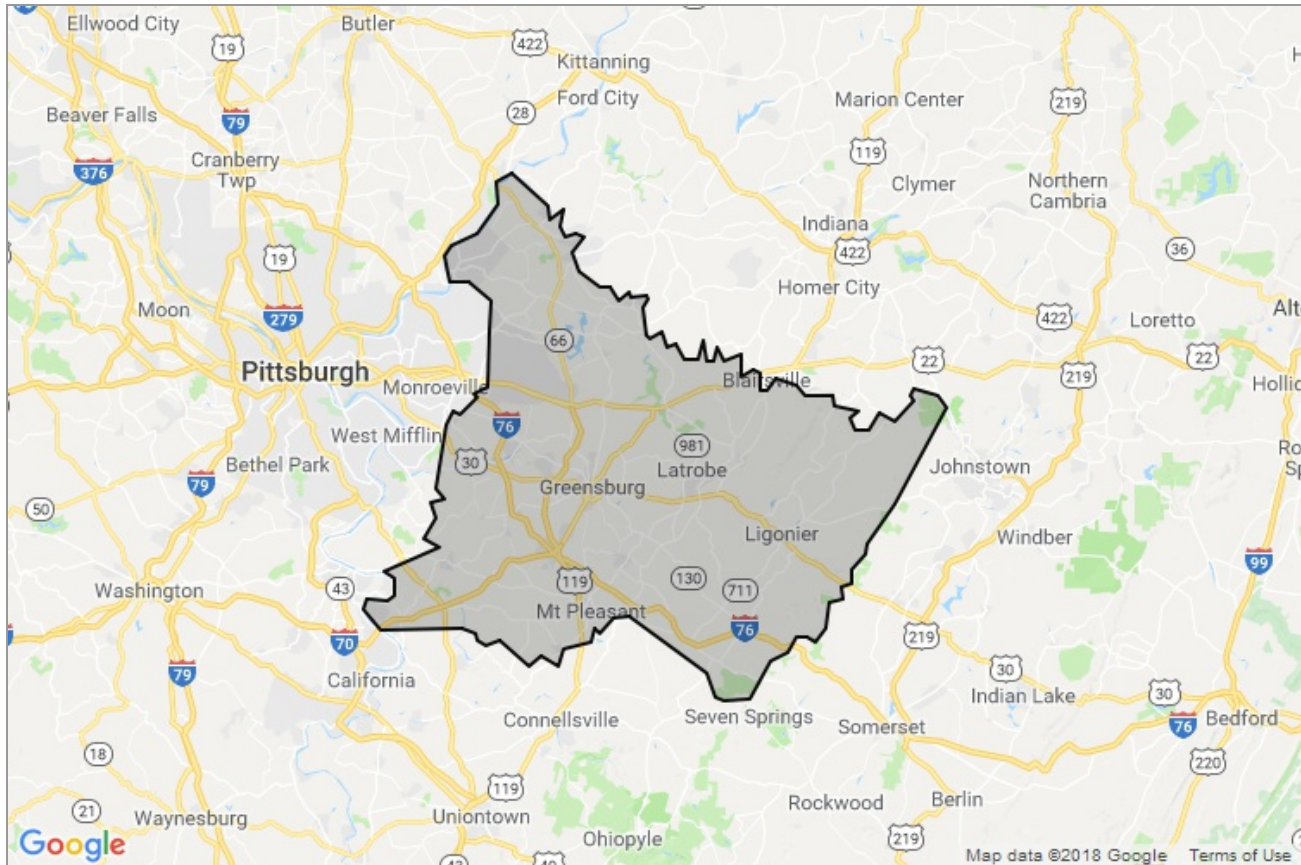 Ellwood City
Butler
19
422
Kittanning
Ford City
28
Marion Center
219
Beaver Falls
79
119
376
Cranberry
Twp
Clymer
Northern
Cambria
Indiana
422
36
19
Homer City
Moon
279
66
422
Loretto
Alt
Pittsburgh
22
22
Monroeville
Blairsville
219
Hollic
West Mifflin
76
981
Bethel Park
30
Latrobe
Johnstown
Ro
Sp
79
Greensburg
50
Ligonier
Windber
99
Washington
43
119
130
711
Mt Pleasant
70
76
219
79
30
California
Indian Lake
30
Connellsville
Seven Springs
Somerset
76
Bedford
18
220
119
Rockwood
Berlin
21
Waynesburg
Uniontown
Ohiopyle
219
Google
43
40
Map data ©2018 Google
Terms of Use